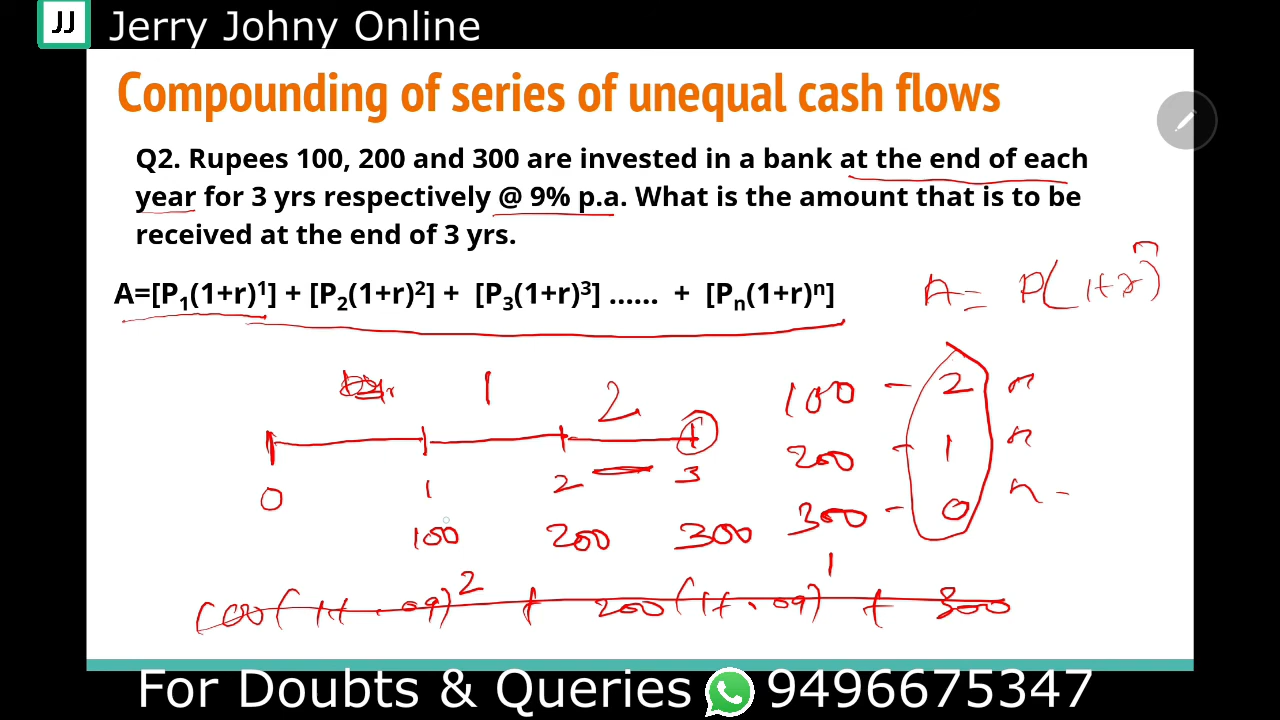 JJ Jerry Johny Online
Compounding of series of unequal cash flows
Q2. Rupees 100, 200 and 300 are invested in a bank at the end of each
year for 3 yrs respectively @ 9% p.a. What is the amount that is to be
received at the end of 3 yrs.
A=[P₁(1+r)¹] + [P₂(1+r)²] + [P₃(1+r)³] ...... + [Pₙ(1+r)ⁿ]
A = P(1+r)ⁿ
1 2
100 - 2 n
200 - 1 n
300 - 0 n -
0 1 2 3
100 200 300
100(1+.09)² + 200(1+.09)¹ + 300
For Doubts & Queries 9496675347